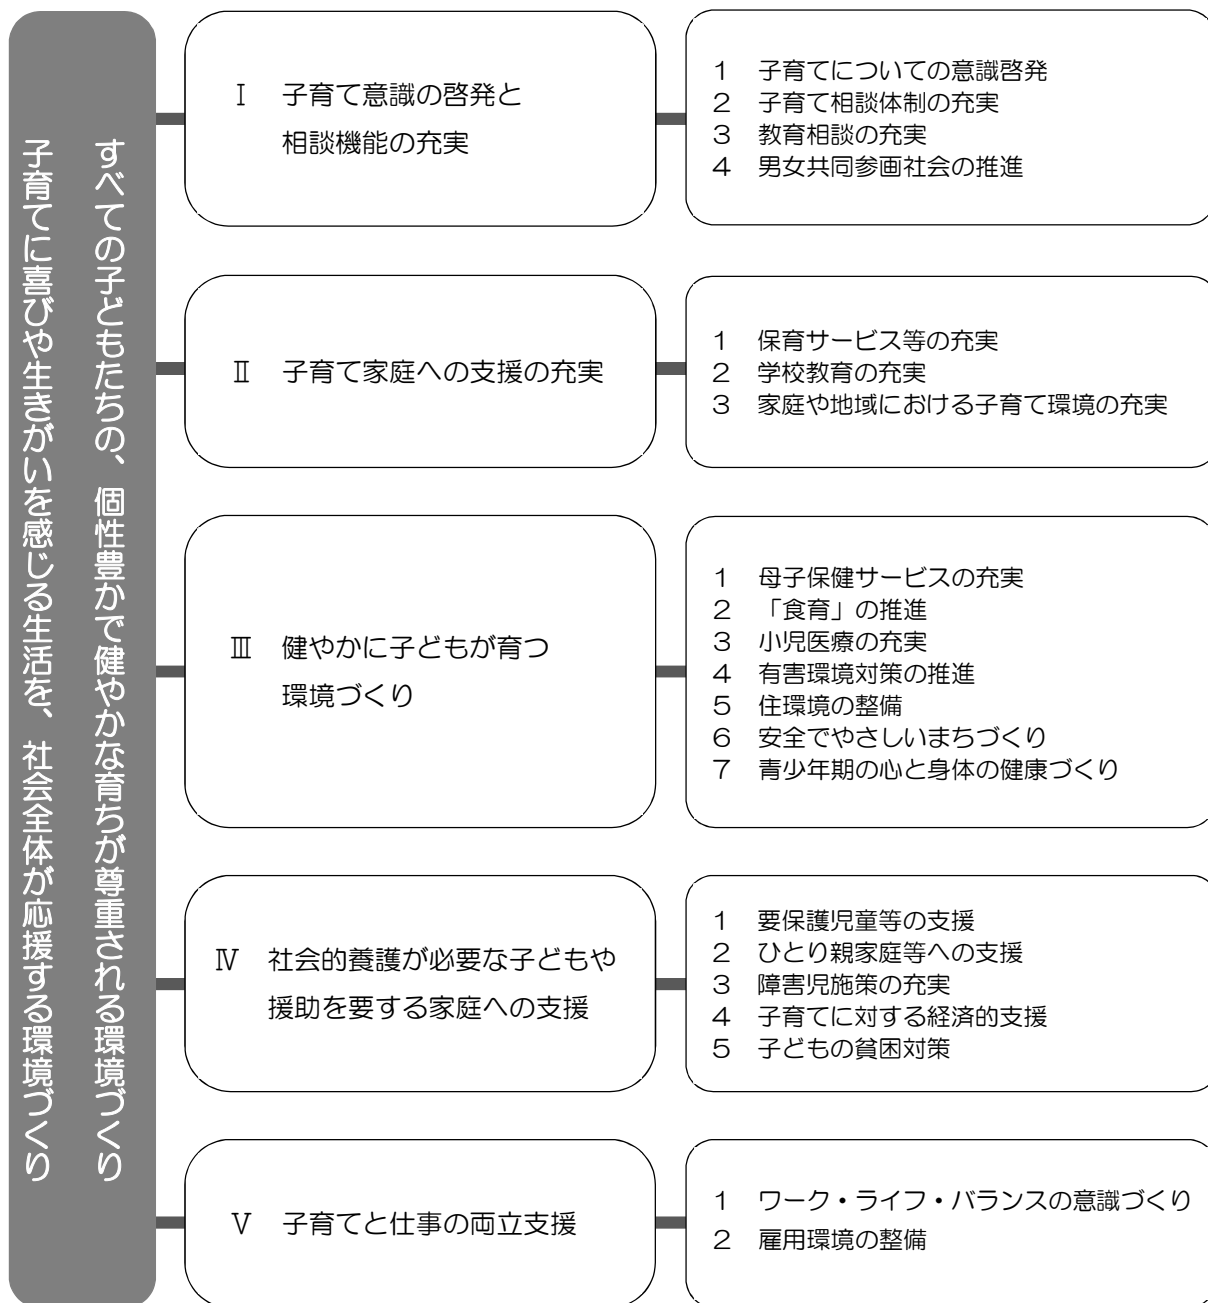 すべての子どもたちの、個性豊かで健やかな育ちが尊重される環境づくり
子育てに喜びや生きがいを感じる生活を、社会全体が応援する環境づくり
Ⅰ 子育て意識の啓発と
相談機能の充実
1 子育てについての意識啓発
2 子育て相談体制の充実
3 教育相談の充実
4 男女共同参画社会の推進
Ⅱ 子育て家庭への支援の充実
1 保育サービス等の充実
2 学校教育の充実
3 家庭や地域における子育て環境の充実
Ⅲ 健やかに子どもが育つ
環境づくり
1 母子保健サービスの充実
2 「食育」の推進
3 小児医療の充実
4 有害環境対策の推進
5 住環境の整備
6 安全でやさしいまちづくり
7 青少年期の心と身体の健康づくり
Ⅳ 社会的養護が必要な子どもや
援助を要する家庭への支援
1 要保護児童等の支援
2 ひとり親家庭等への支援
3 障害児施策の充実
4 子育てに対する経済的支援
5 子どもの貧困対策
Ⅴ 子育てと仕事の両立支援
1 ワーク・ライフ・バランスの意識づくり
2 雇用環境の整備